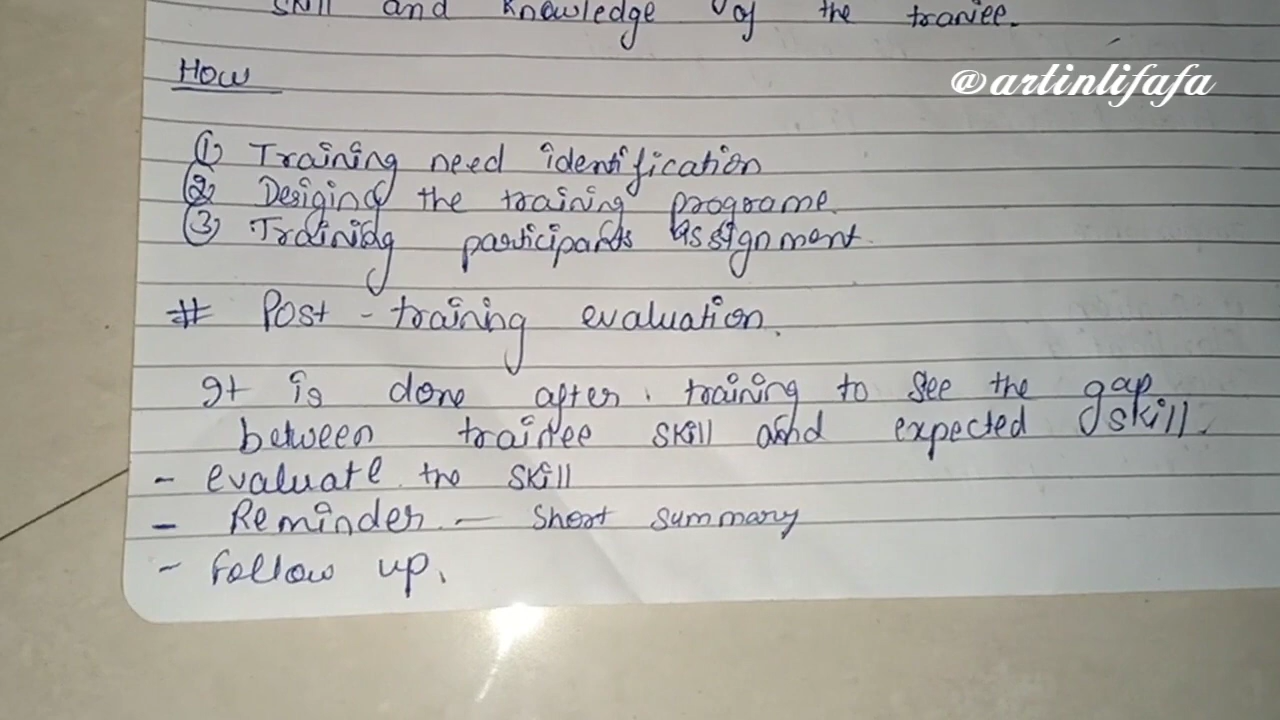 skill and knowledge of the traniee.
How
@artinlifafa
① Training need identification
② Desiging the training programe.
③ Training participants assignment.
# Post - training evaluation.
It is done after training to see the gap
between trainee skill and expected skill.
- evaluate the skill
- Reminder - short summary
- Follow up.